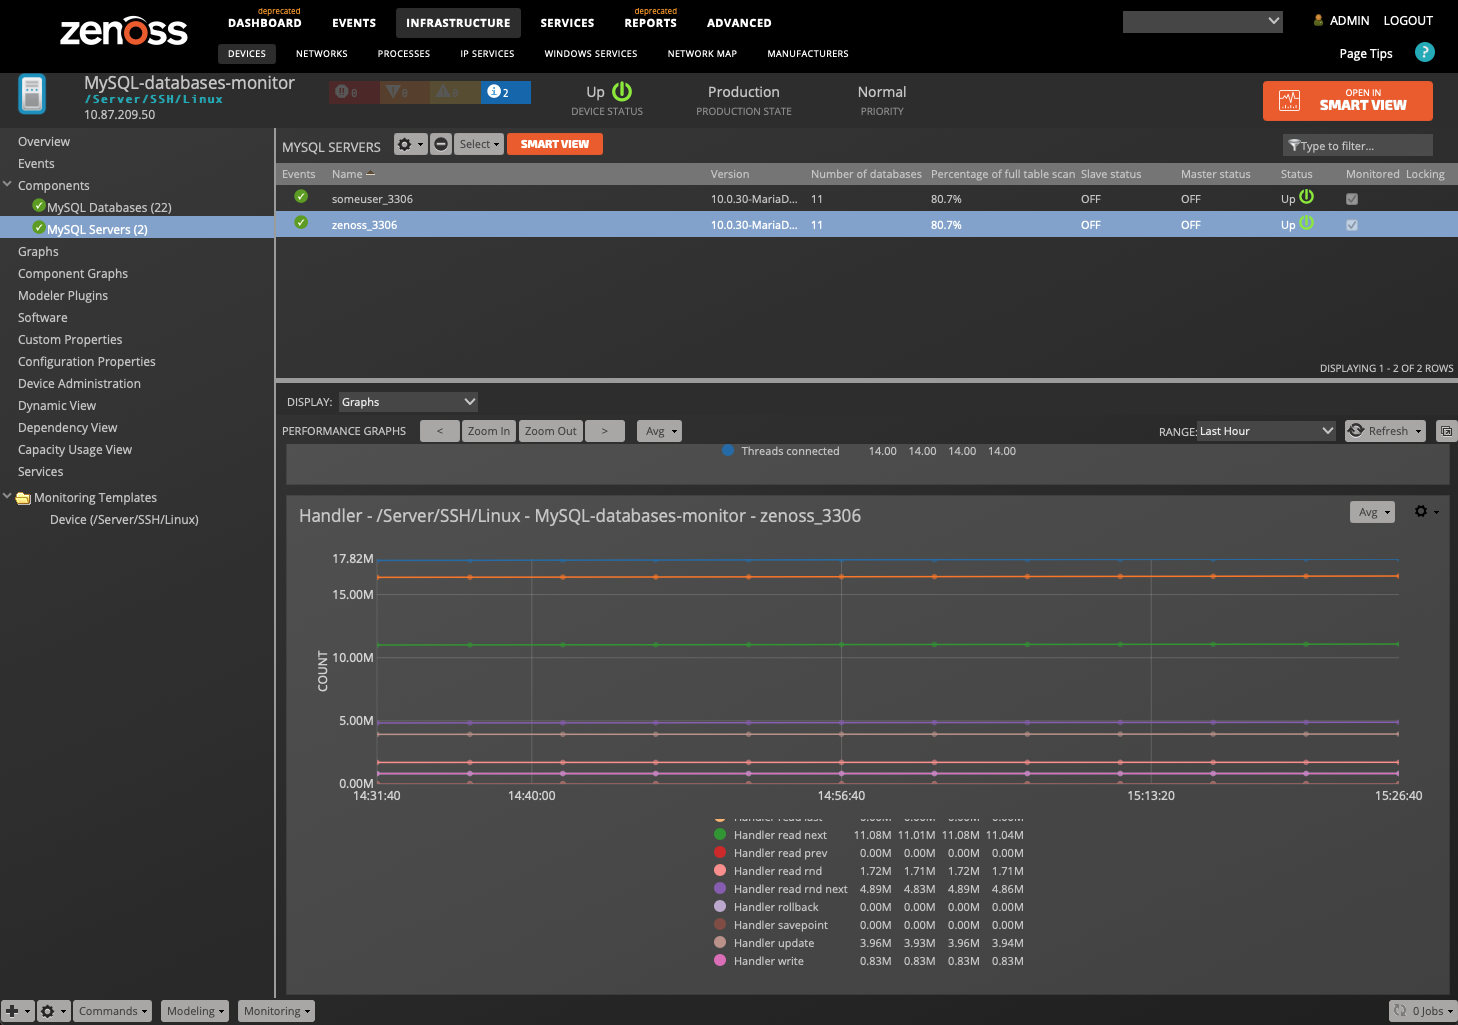 zenoss
deprecated
deprecated
DASHBOARD EVENTS INFRASTRUCTURE SERVICES REPORTS ADVANCED
ADMIN LOGOUT
DEVICES NETWORKS PROCESSES IP SERVICES WINDOWS SERVICES NETWORK MAP MANUFACTURERS
Page Tips ?
MySQL-databases-monitor
/Server/SSH/Linux
10.87.209.50
0 0 0 2
Up
DEVICE STATUS
Production
PRODUCTION STATE
Normal
PRIORITY
OPEN IN
SMART VIEW
Overview
Events
Components
MySQL Databases (22)
MySQL Servers (2)
Graphs
Component Graphs
Modeler Plugins
Software
Custom Properties
Configuration Properties
Device Administration
Dynamic View
Dependency View
Capacity Usage View
Services
Monitoring Templates
Device (/Server/SSH/Linux)
MYSQL SERVERS Select SMART VIEW Type to filter...
Events Name Version Number of databases Percentage of full table scan Slave status Master status Status Monitored Locking
someuser_3306 10.0.30-MariaD... 11 80.7% OFF OFF Up
zenoss_3306 10.0.30-MariaD... 11 80.7% OFF OFF Up
DISPLAYING 1 - 2 OF 2 ROWS
DISPLAY: Graphs
PERFORMANCE GRAPHS < Zoom In Zoom Out > Avg RANGE: Last Hour Refresh
Threads connected 14.00 14.00 14.00 14.00
Handler - /Server/SSH/Linux - MySQL-databases-monitor - zenoss_3306 Avg
17.82M
15.00M
10.00M
5.00M
0.00M
COUNT
14:31:40 14:40:00 14:56:40 15:13:20 15:26:40
Handler read last 0.00M 0.00M 0.00M 0.00M
Handler read next 11.08M 11.01M 11.08M 11.04M
Handler read prev 0.00M 0.00M 0.00M 0.00M
Handler read rnd 1.72M 1.71M 1.72M 1.71M
Handler read rnd next 4.89M 4.83M 4.89M 4.86M
Handler rollback 0.00M 0.00M 0.00M 0.00M
Handler savepoint 0.00M 0.00M 0.00M 0.00M
Handler update 3.96M 3.93M 3.96M 3.94M
Handler write 0.83M 0.83M 0.83M 0.83M
Commands Modeling Monitoring 0 Jobs